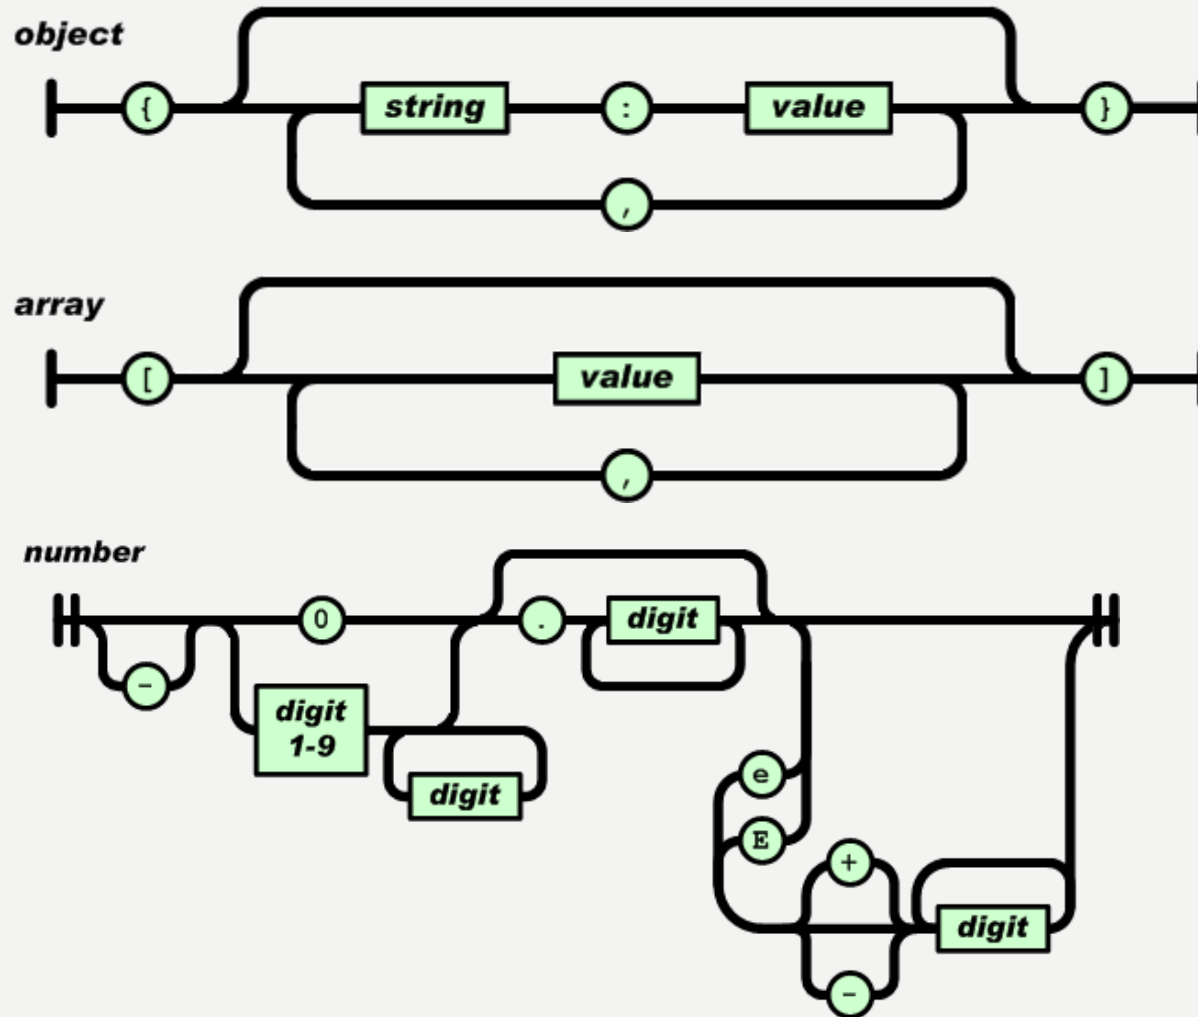 object
{ string : value }
,
array
[ value ]
,
number
0 . digit
-
digit
1-9
digit
e
E
+
digit
-